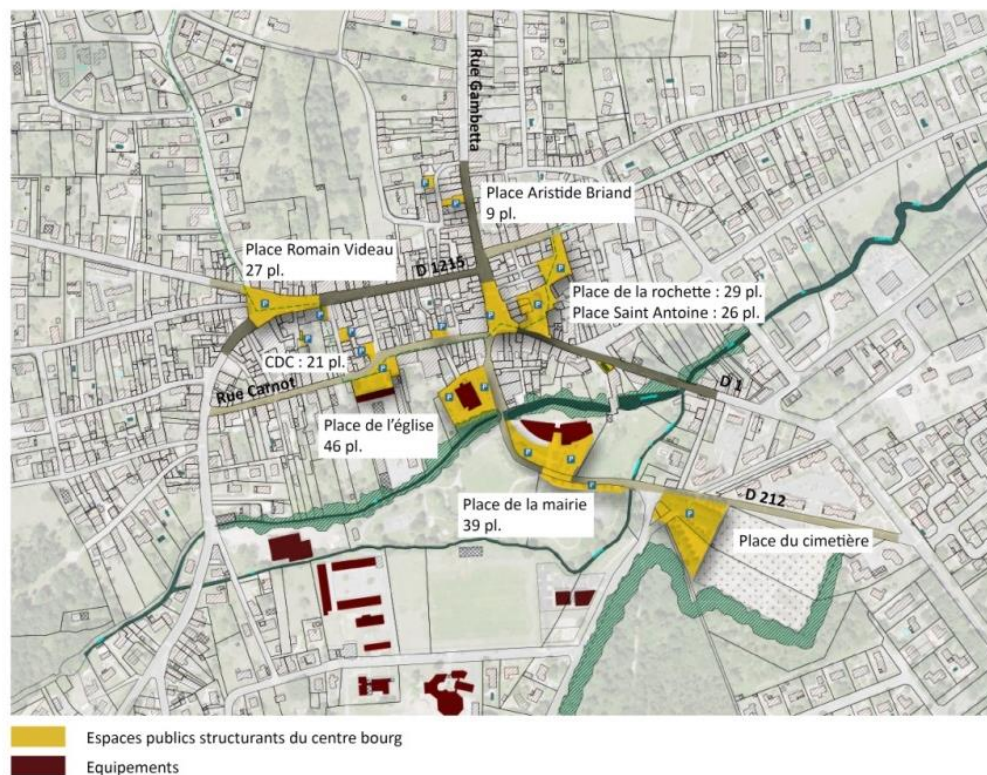 Rue Gambetta
Place Aristide Briand
9 pl.
Place Romain Videau
27 pl.
D 1215
Place de la rochette : 29 pl.
Place Saint Antoine : 26 pl.
CDC : 21 pl.
D 1
Rue Carnot
Place de l'église
46 pl.
Place de la mairie
39 pl.
D 212
Place du cimetière
Espaces publics structurants du centre bourg
Equipements